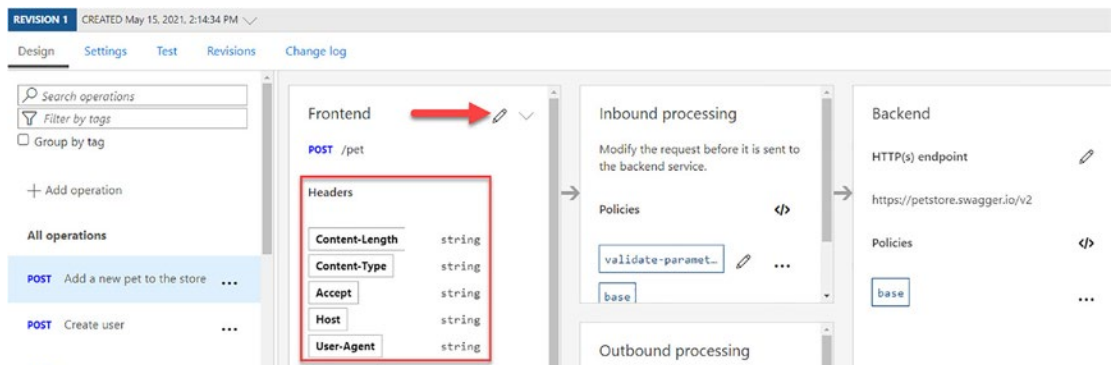 REVISION 1 CREATED May 15, 2021, 2:14:34 PM
Design Settings Test Revisions Change log
Search operations
Filter by tags
Group by tag
+ Add operation
All operations
POST Add a new pet to the store ...
POST Create user ...
Frontend
POST /pet
Headers
Content-Length string
Content-Type string
Accept string
Host string
User-Agent string
Inbound processing
Modify the request before it is sent to
the backend service.
Policies </>
validate-paramet… ...
base
Outbound processing
Backend
HTTP(s) endpoint
https://petstore.swagger.io/v2
Policies </>
base ...